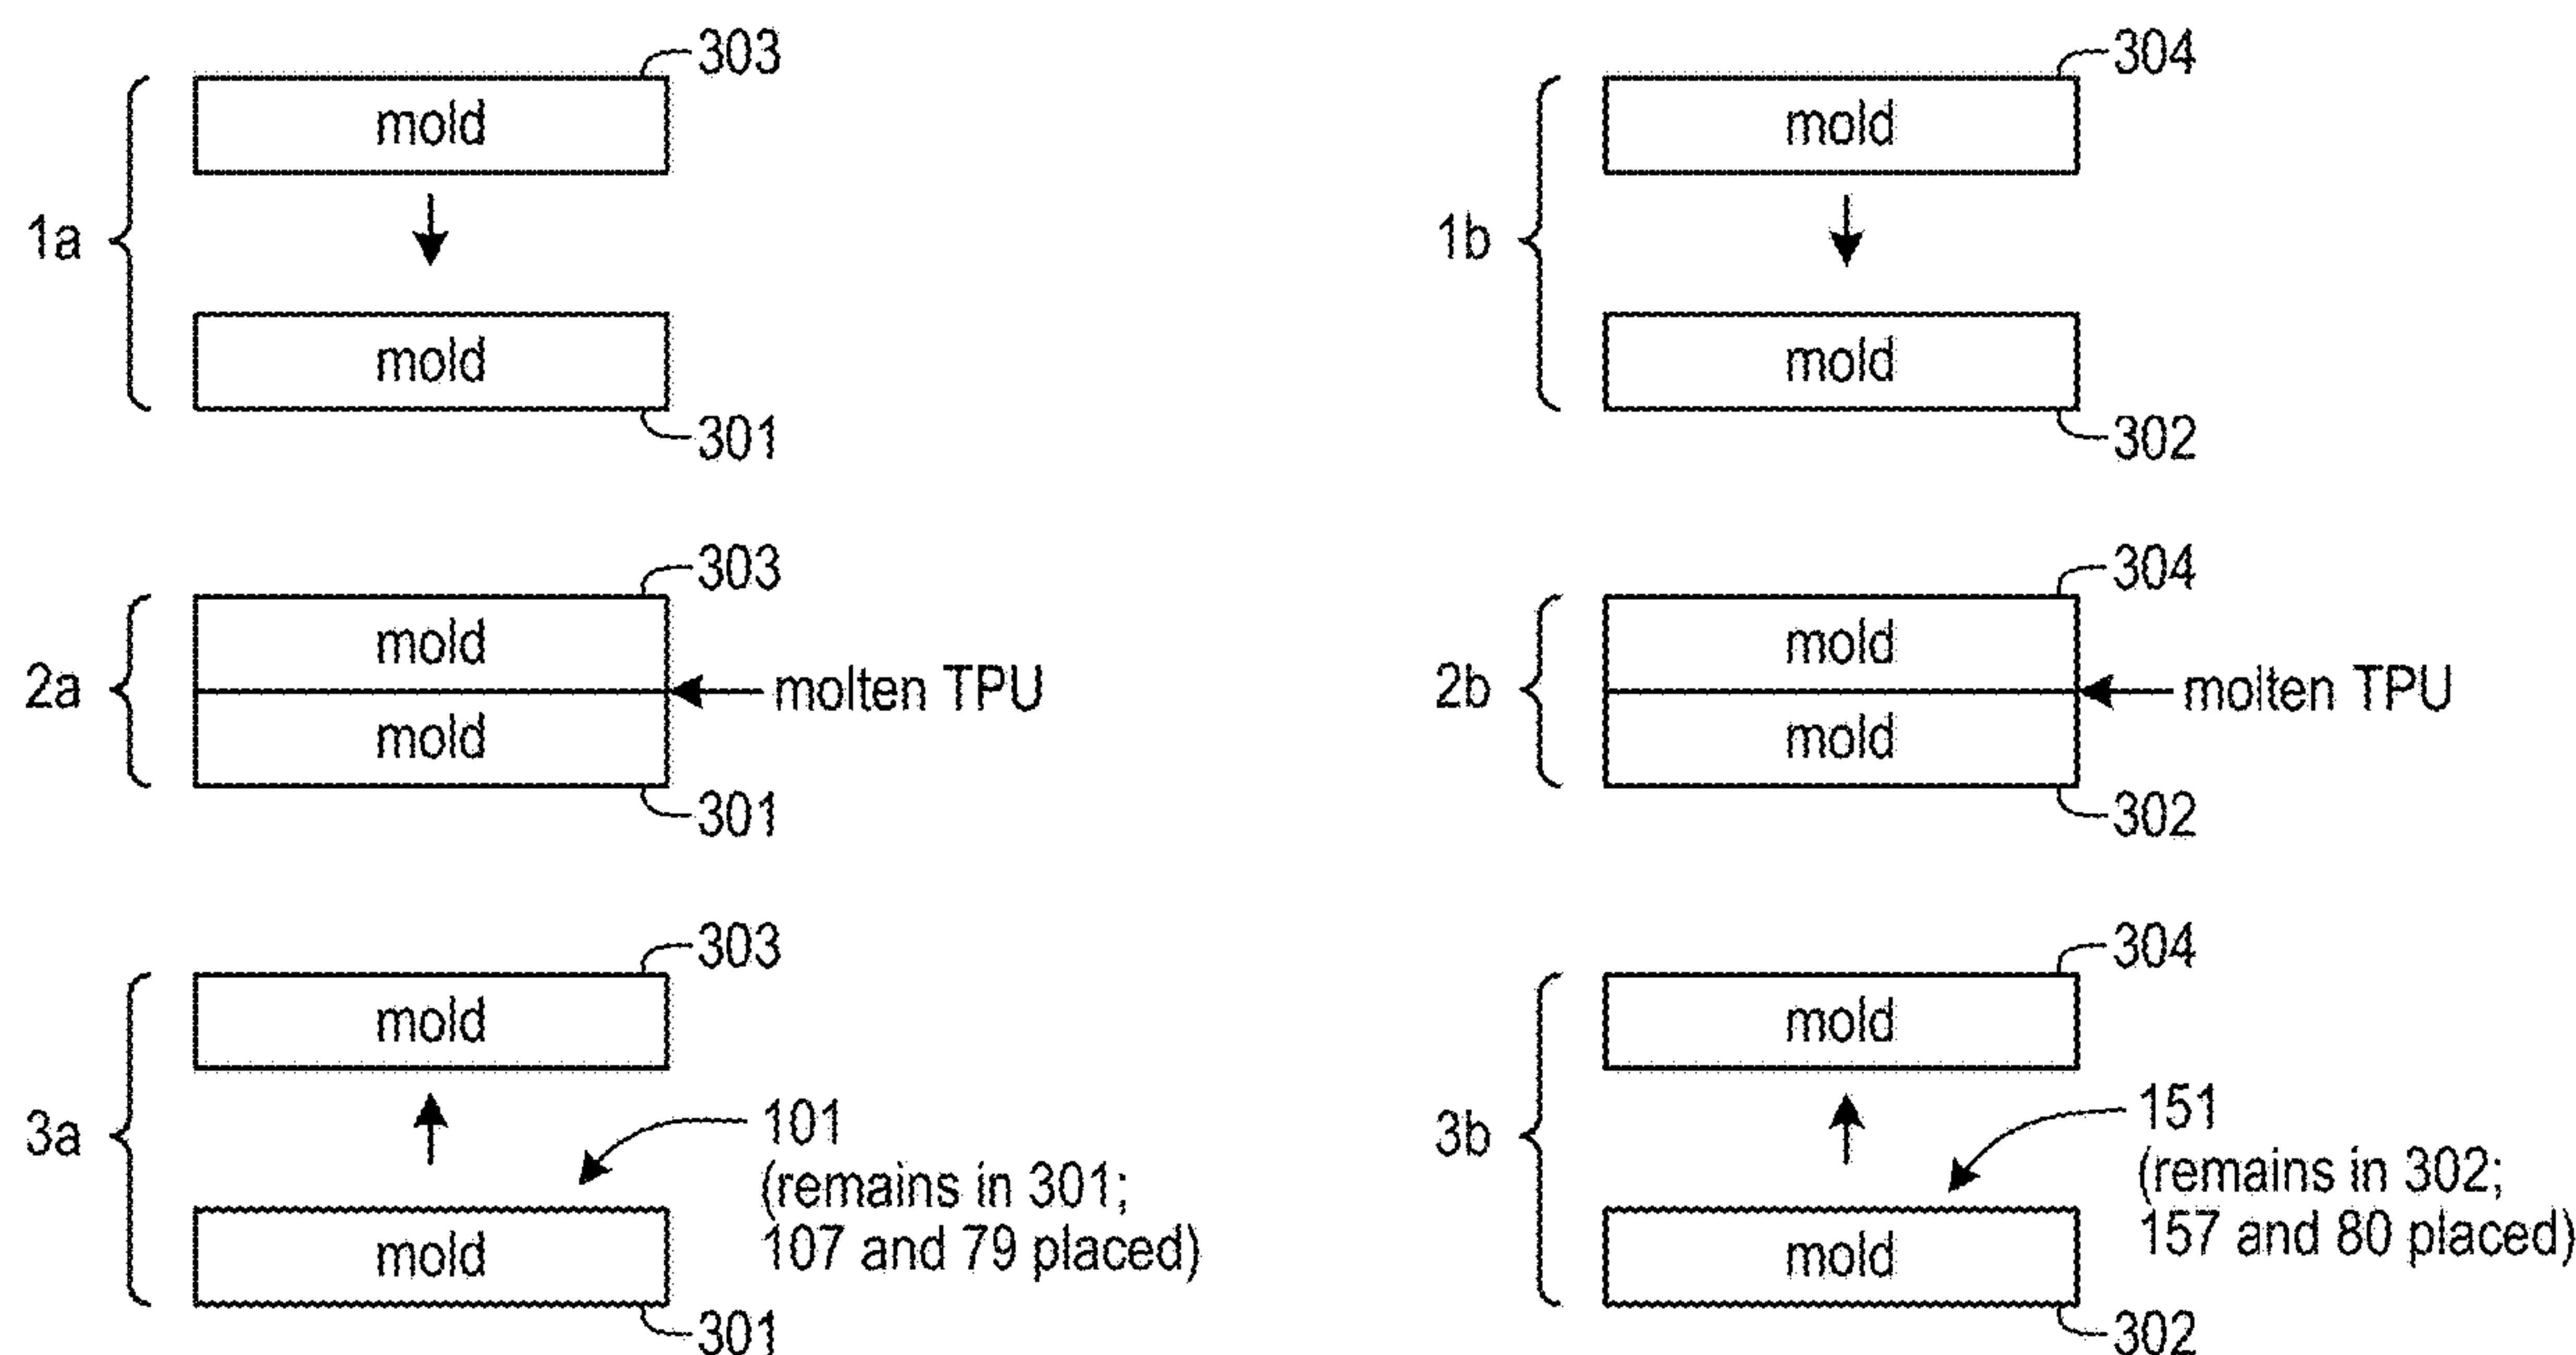 303
mold
1a
mold
301
304
mold
1b
mold
302
303
mold
2a
molten TPU
mold
301
304
mold
2b
molten TPU
mold
302
303
mold
3a
101
(remains in 301;
107 and 79 placed)
mold
301
304
mold
3b
151
(remains in 302;
157 and 80 placed)
mold
302